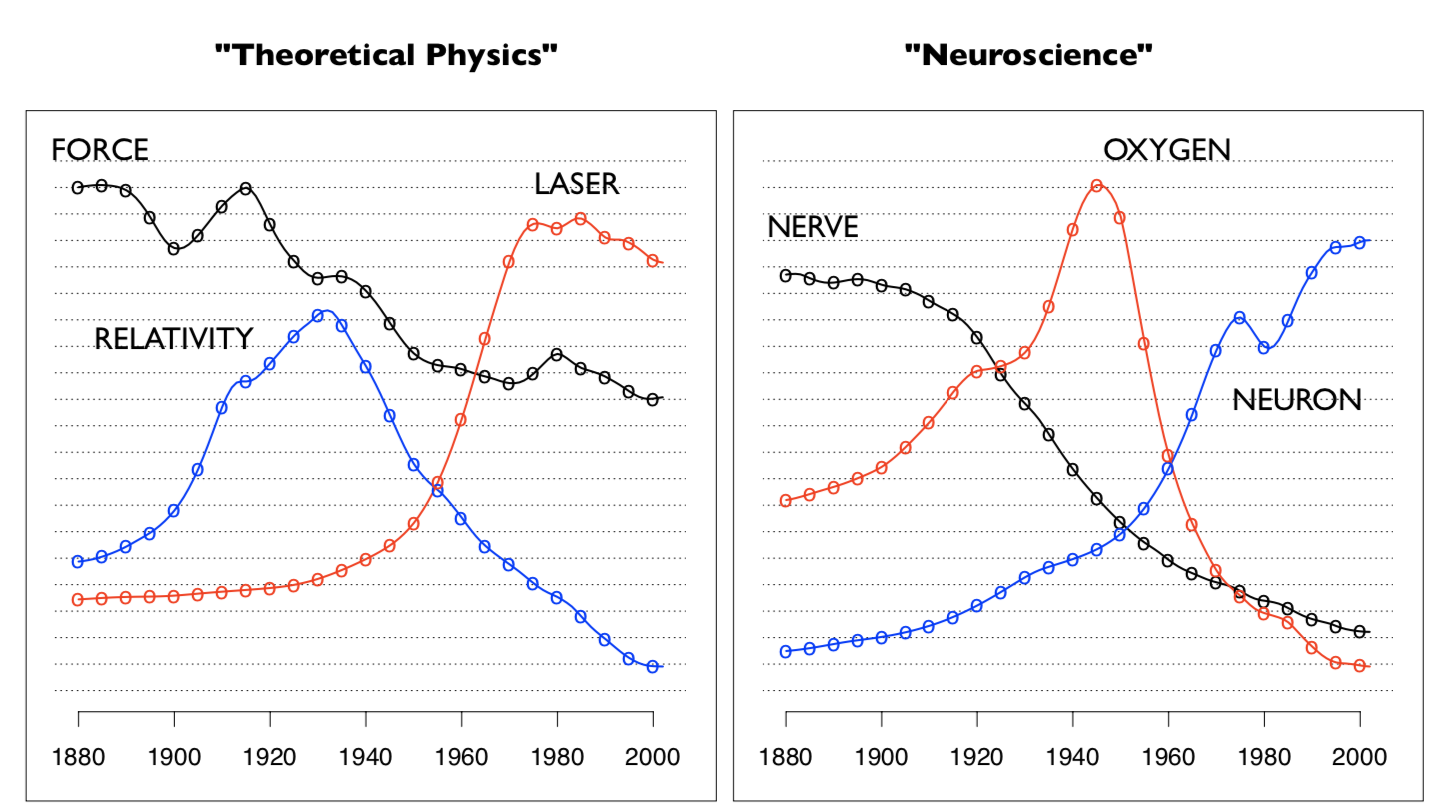 "Theoretical Physics"
"Neuroscience"
FORCE
LASER
RELATIVITY
1880 1900 1920 1940 1960 1980 2000
OXYGEN
NERVE
NEURON
1880 1900 1920 1940 1960 1980 2000